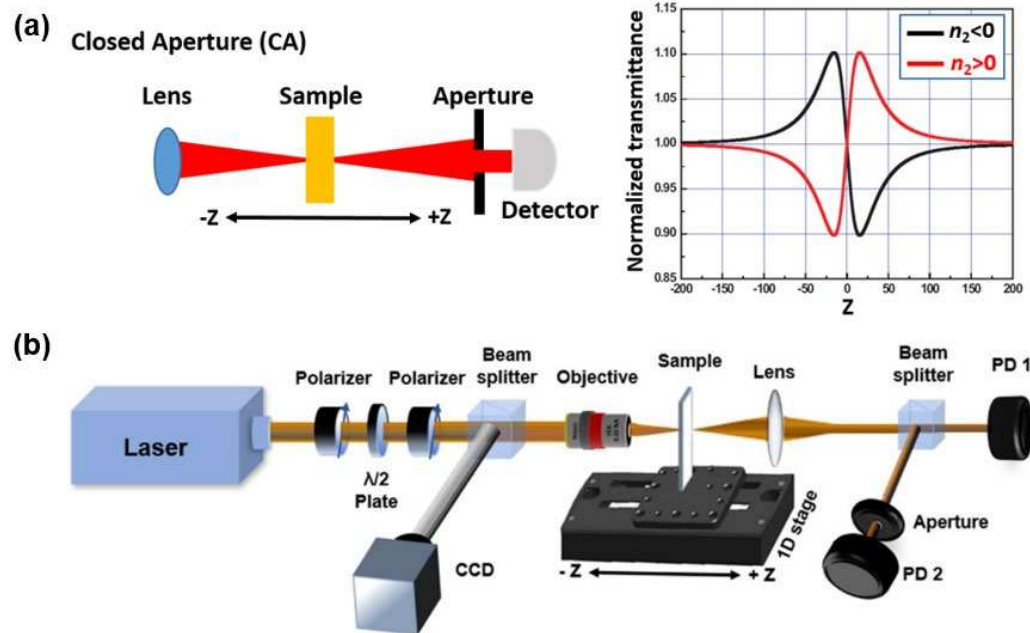 (a)
Closed Aperture (CA)
Lens
Sample
Aperture
-Z
+Z
Detector
Normalized transmittance
1.10
1.05
1.00
0.95
0.90
0.85
n₂<0
n₂>0
-200
-150
-100
-50
0
50
100
150
200
Z
(b)
Laser
Polarizer
λ/2
Plate
Polarizer
Beam
splitter
CCD
Objective
Sample
Lens
1D stage
- Z
+ Z
Beam
splitter
PD 1
Aperture
PD 2